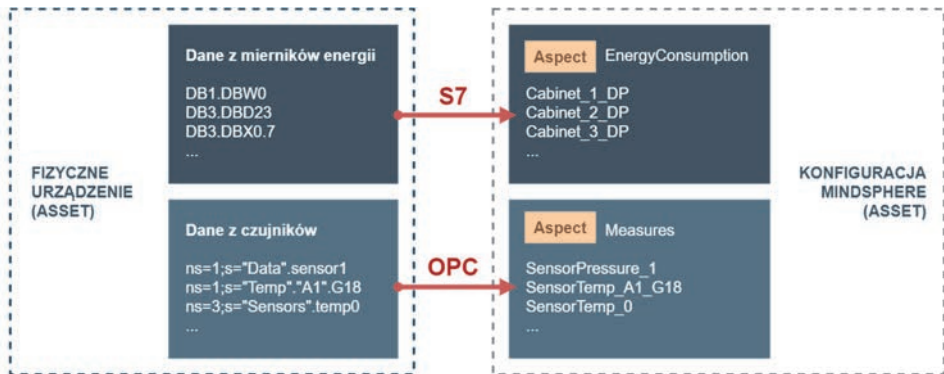 FIZYCZNE
URZĄDZENIE
(ASSET)
Dane z mierników energii
DB1.DBW0
DB3.DBD23
DB3.DBX0.7
...
Dane z czujników
ns=1;s="Data".sensor1
ns=1;s="Temp"."A1".G18
ns=3;s="Sensors".temp0
...
S7
OPC
Aspect EnergyConsumption
Cabinet_1_DP
Cabinet_2_DP
Cabinet_3_DP
...
Aspect Measures
SensorPressure_1
SensorTemp_A1_G18
SensorTemp_0
...
KONFIGURACJA
MINDSPHERE
(ASSET)